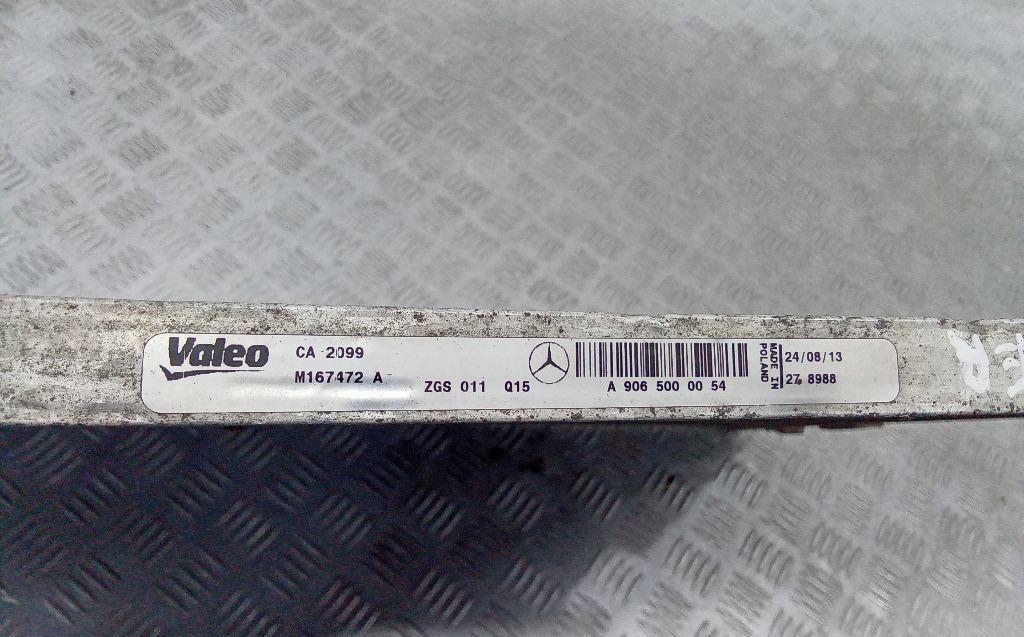 Valeo
CA 2099
M167472 A
ZGS 011 Q15
A 906 500 00 54
MADE IN
POLAND
24/08/13
27 8988